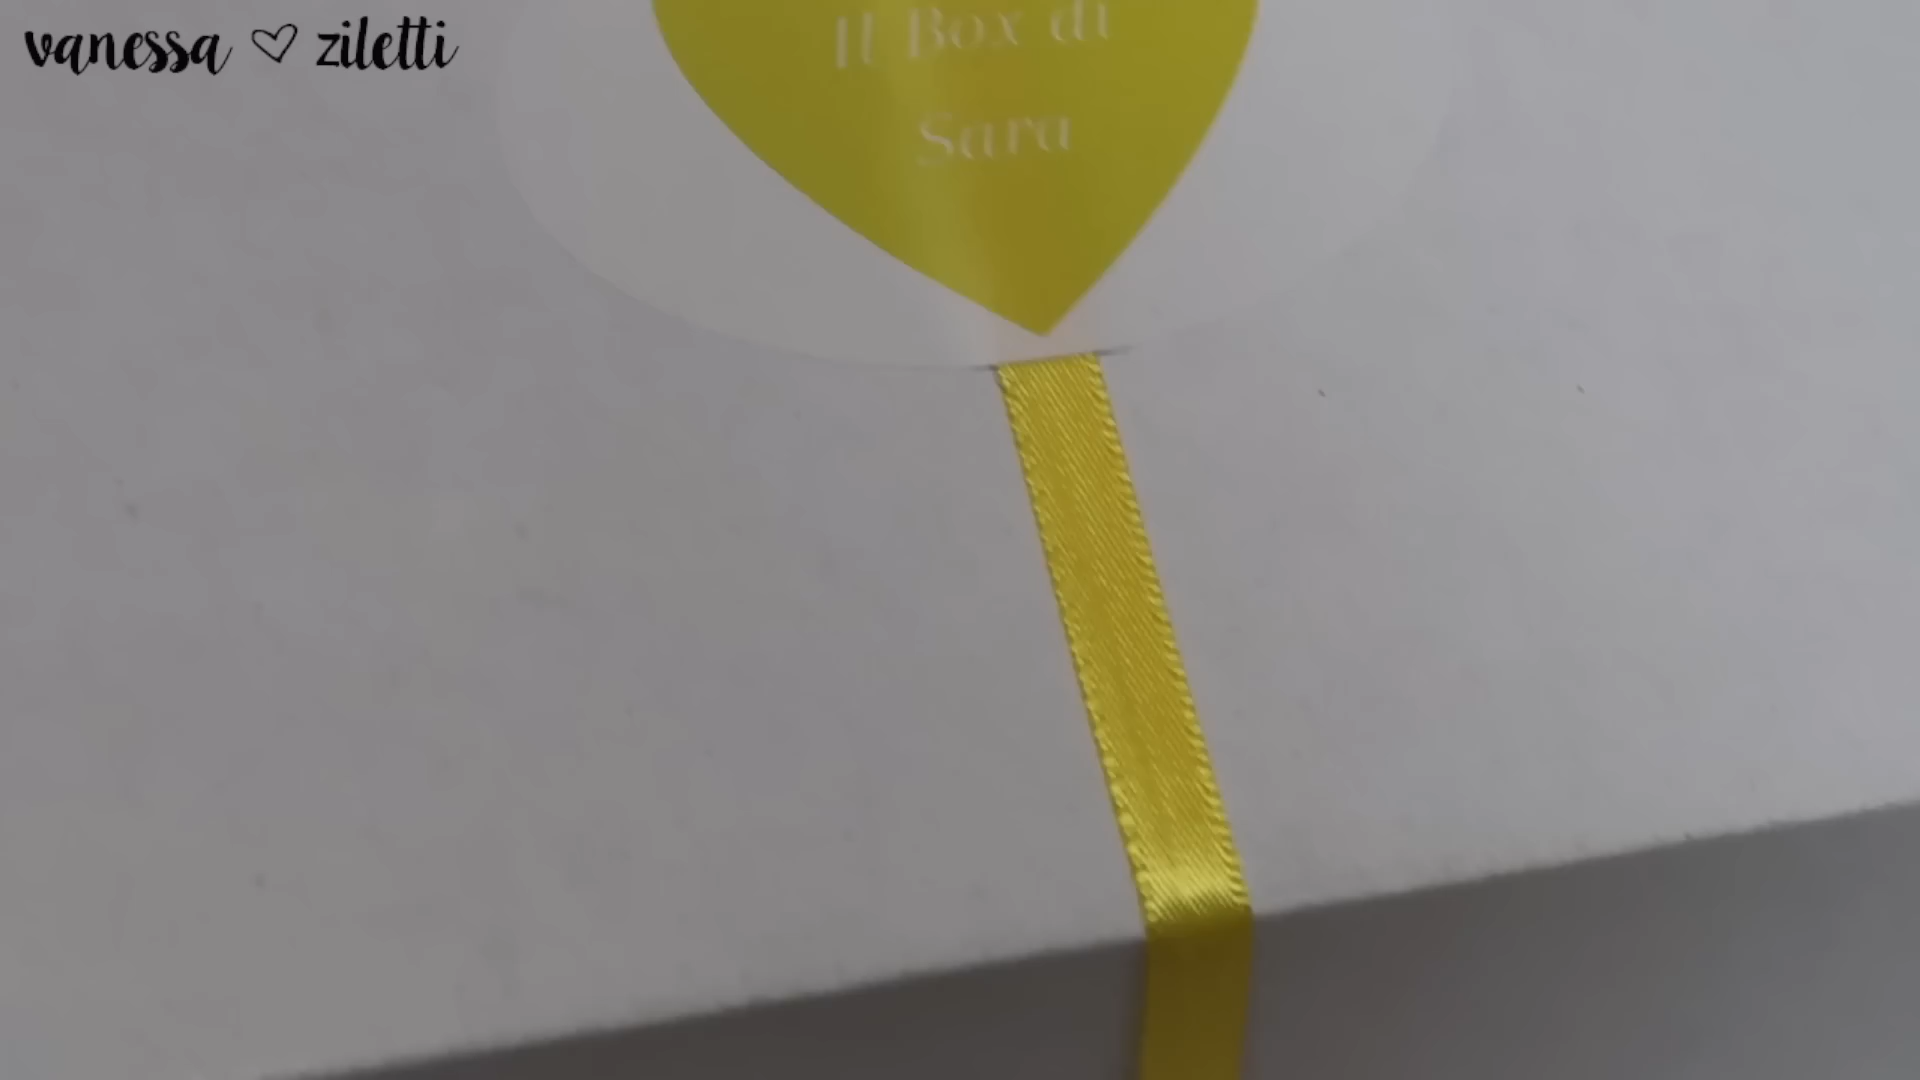 vanessa ♡ ziletti
Il Box di
Sara